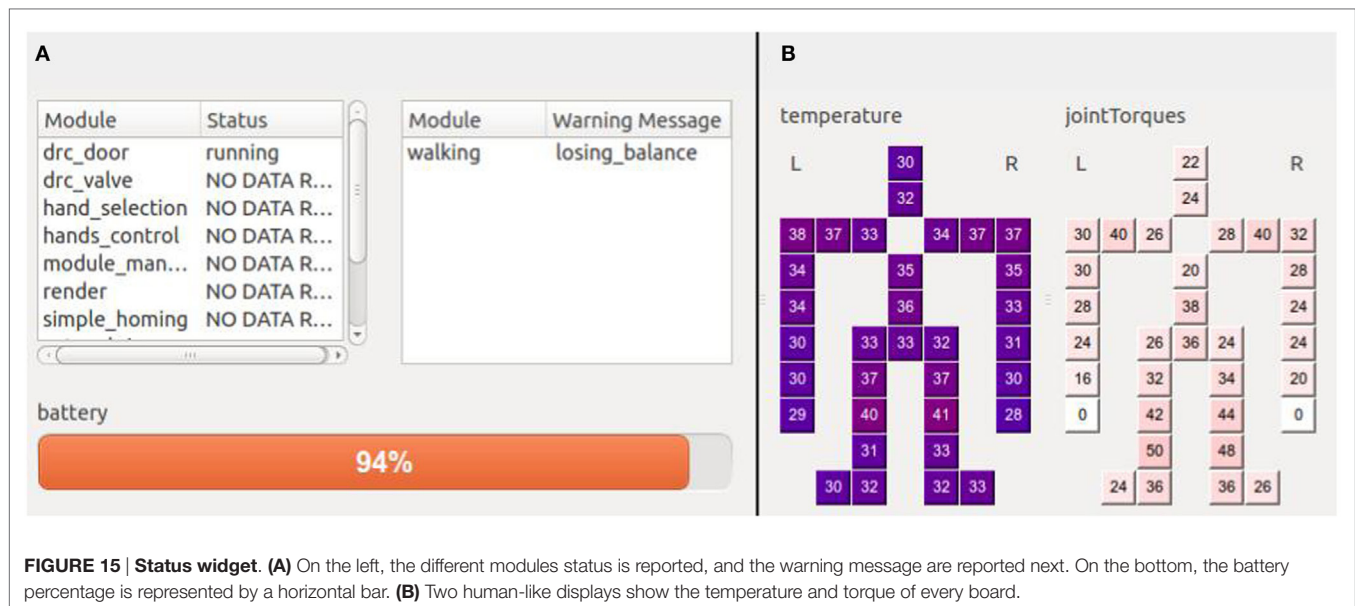 A
B
Module Status
drc_door running
drc_valve NO DATA R...
hand_selection NO DATA R...
hands_control NO DATA R...
module_man... NO DATA R...
render NO DATA R...
simple_homing NO DATA R...
Module Warning Message
walking losing_balance
battery
94%
temperature
L 30 R
32
38 37 33 34 37 37
34 35 35
34 36 33
30 33 33 32 31
30 37 37 30
29 40 41 28
31 33
30 32 32 33
jointTorques
L 22 R
24
30 40 26 28 40 32
30 20 28
28 38 24
24 26 36 24 24
16 32 34 20
0 42 44 0
50 48
24 36 36 26
FIGURE 15 | Status widget. (A) On the left, the different modules status is reported, and the warning message are reported next. On the bottom, the battery
percentage is represented by a horizontal bar. (B) Two human-like displays show the temperature and torque of every board.